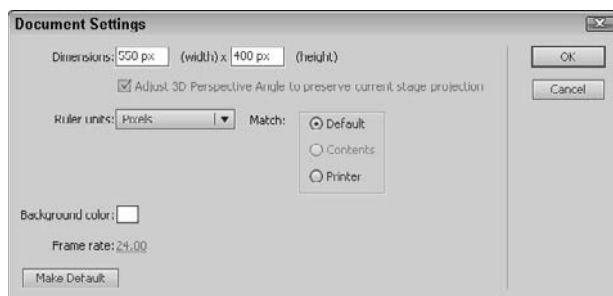 Document Settings
Dimensions: 550 px (width) x 400 px (height)
OK
Adjust 3D Perspective Angle to preserve current stage projection
Cancel
Ruler units: Pixels Match: Default
Contents
Printer
Background color:
Frame rate: 24.00
Make Default